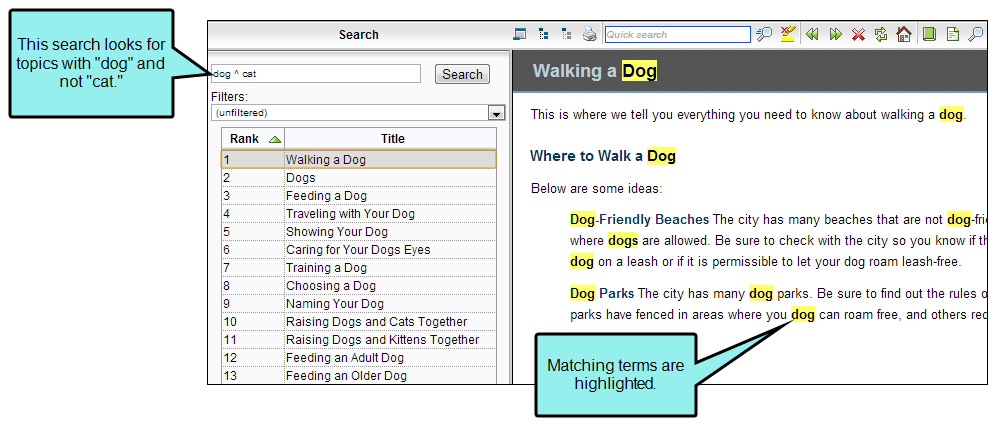 This search looks for
topics with "dog" and
not "cat."
Search
dog ^ cat
Search
Filters:
(unfiltered)
Rank Title
1 Walking a Dog
2 Dogs
3 Feeding a Dog
4 Traveling with Your Dog
5 Showing Your Dog
6 Caring for Your Dogs Eyes
7 Training a Dog
8 Choosing a Dog
9 Naming Your Dog
10 Raising Dogs and Cats Together
11 Raising Dogs and Kittens Together
12 Feeding an Adult Dog
13 Feeding an Older Dog
Quick search
Walking a Dog
This is where we tell you everything you need to know about walking a dog.
Where to Walk a Dog
Below are some ideas:
Dog-Friendly Beaches The city has many beaches that are not dog-frie
where dogs are allowed. Be sure to check with the city so you know if th
dog on a leash or if it is permissible to let your dog roam leash-free.
Dog Parks The city has many dog parks. Be sure to find out the rules o
parks have fenced in areas where you dog can roam free, and others req
Matching terms are
highlighted.